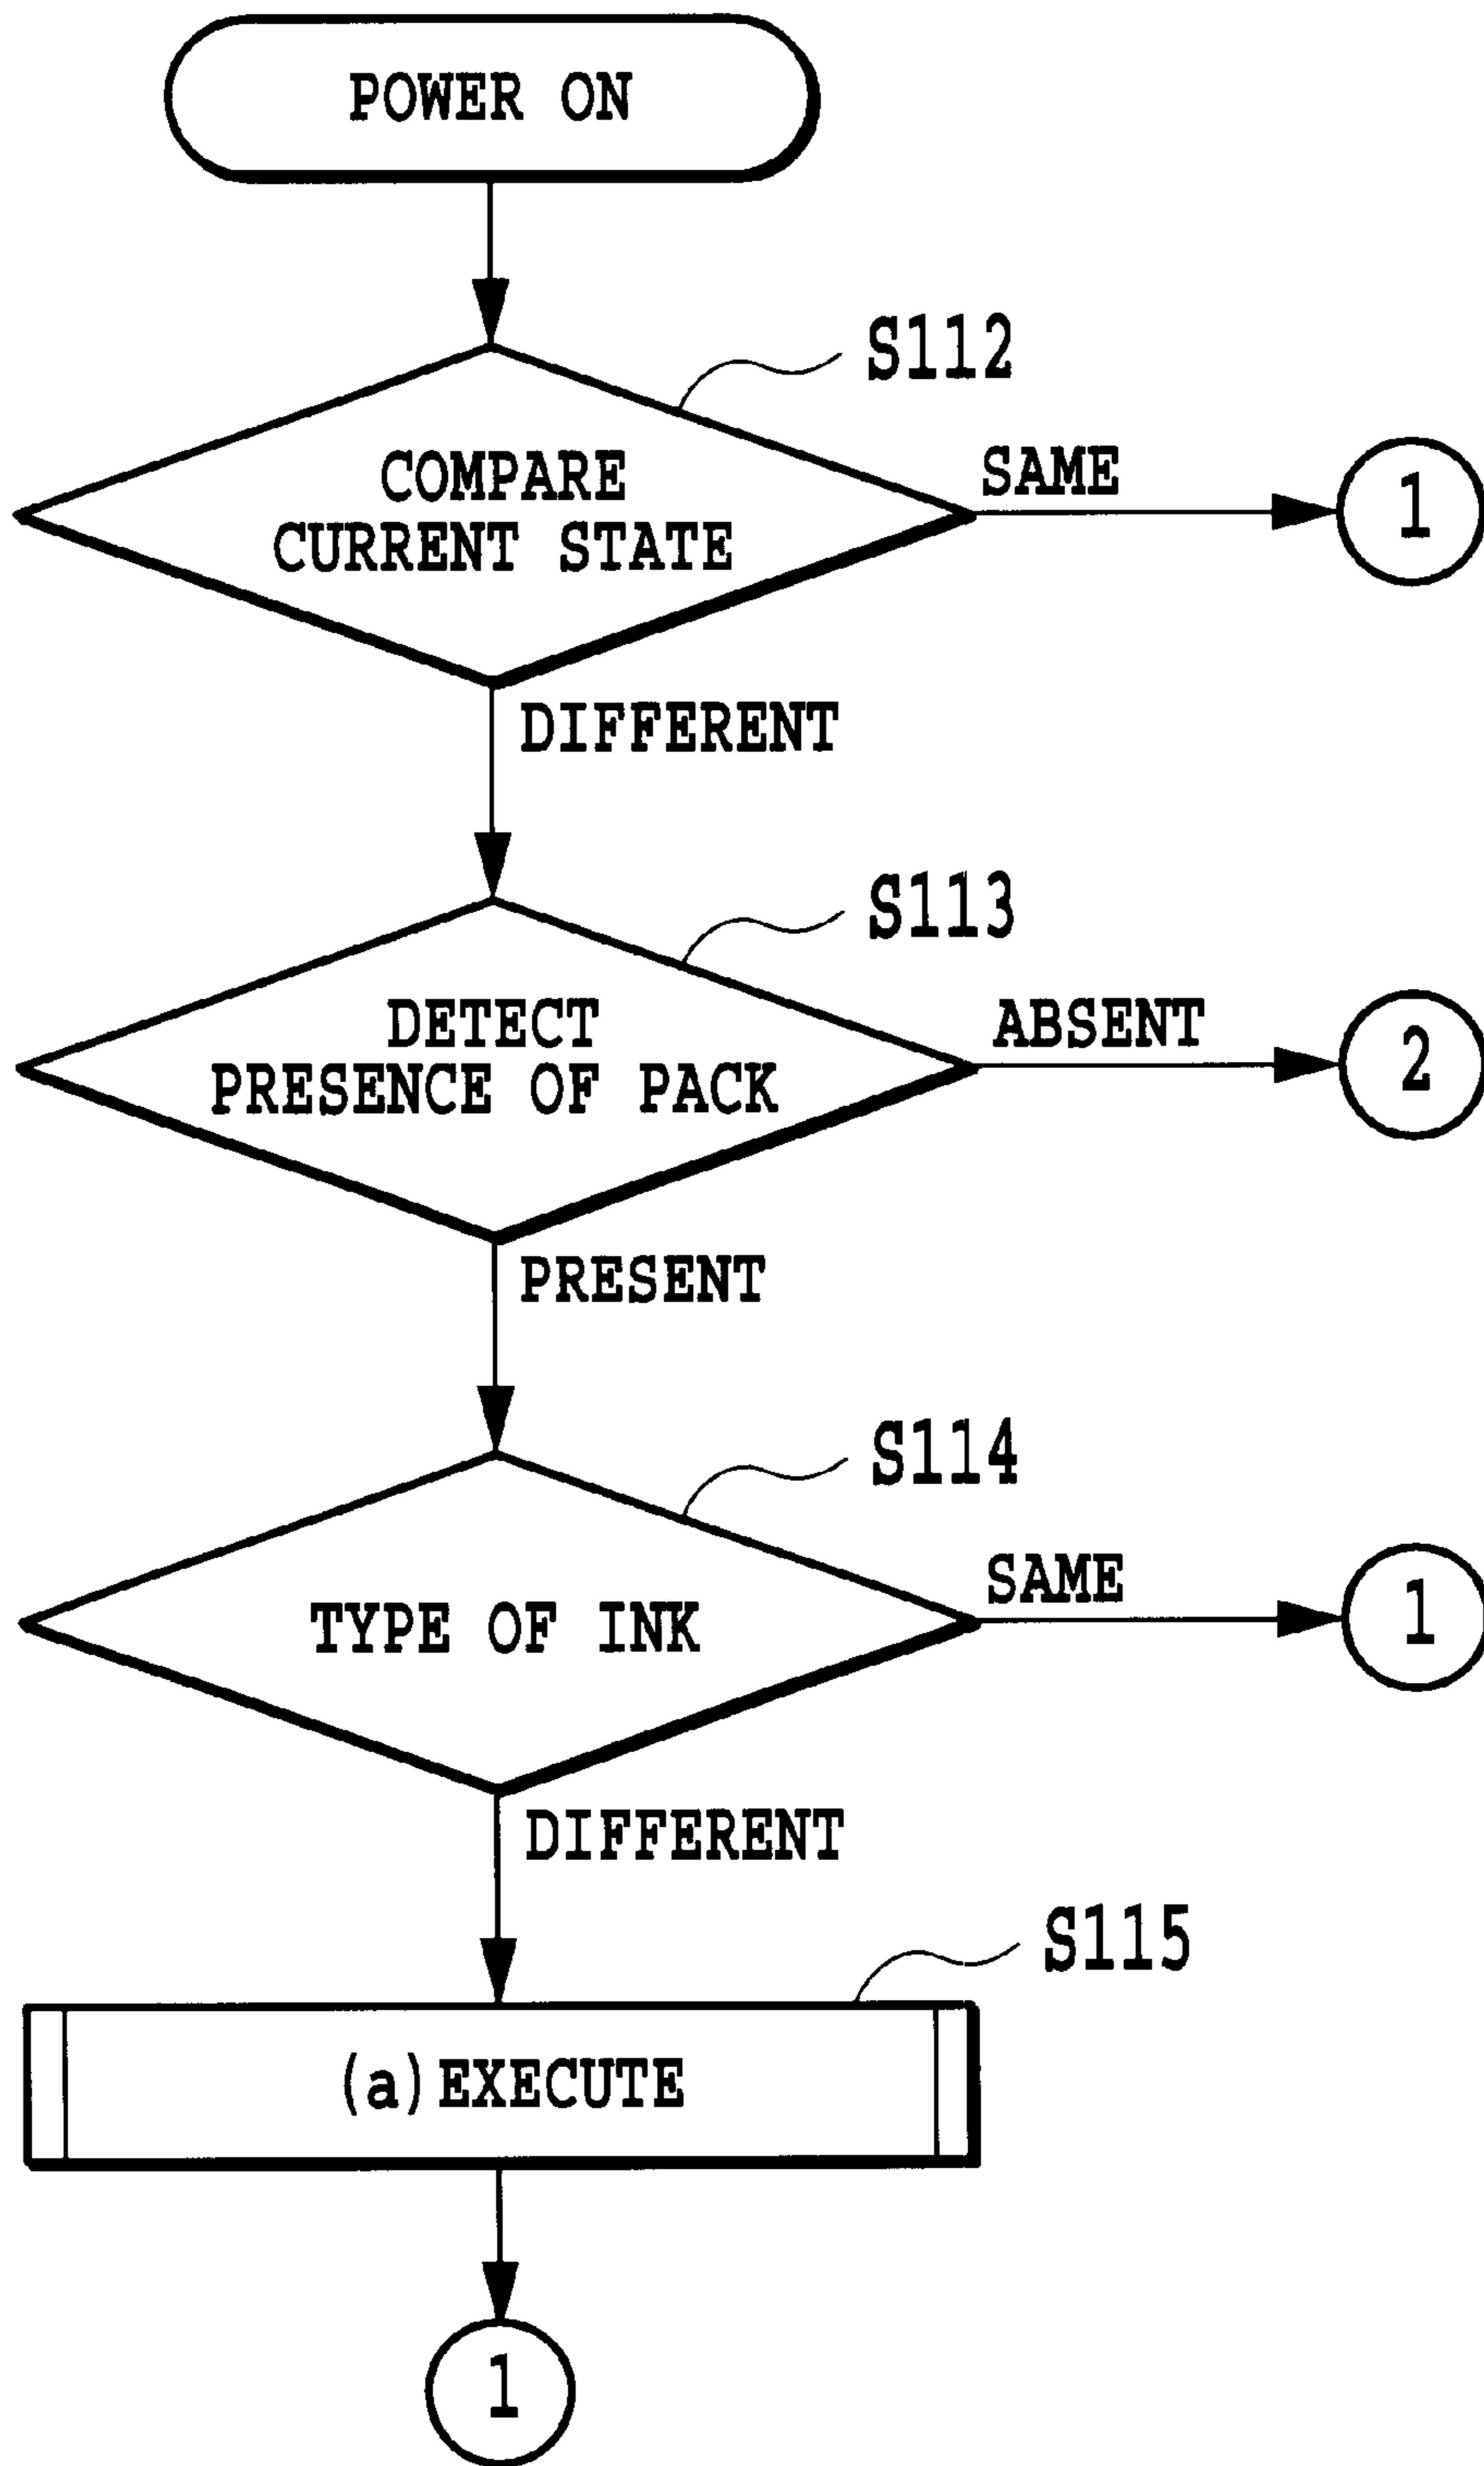 POWER ON
S112
COMPARE
CURRENT STATE
SAME
1
DIFFERENT
S113
DETECT
PRESENCE OF PACK
ABSENT
2
PRESENT
S114
TYPE OF INK
SAME
1
DIFFERENT
S115
(a)EXECUTE
1